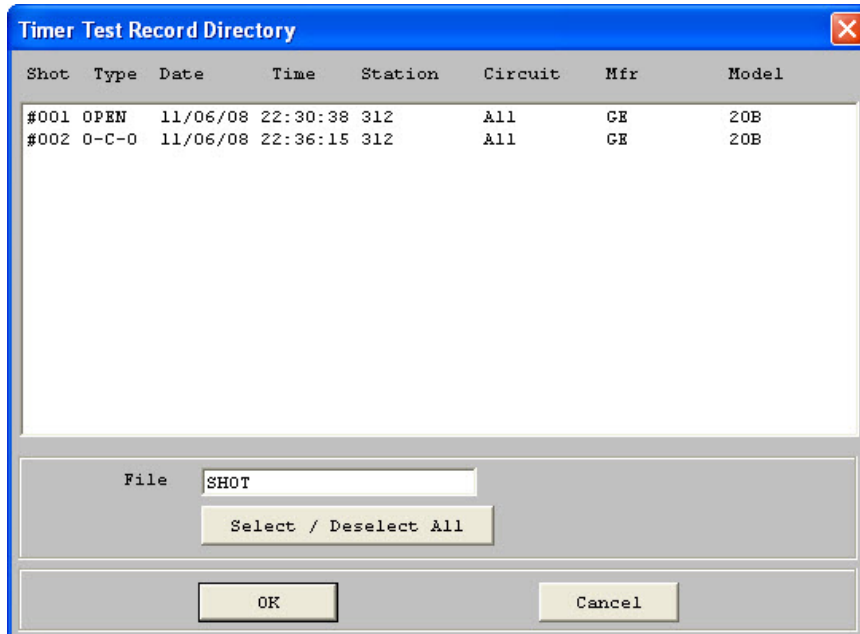 Timer Test Record Directory
Shot Type Date Time Station Circuit Mfr Model
#001 OPEN 11/06/08 22:30:38 312 All GE 20B
#002 O-C-O 11/06/08 22:36:15 312 All GE 20B
File SHOT
Select / Deselect All
OK Cancel